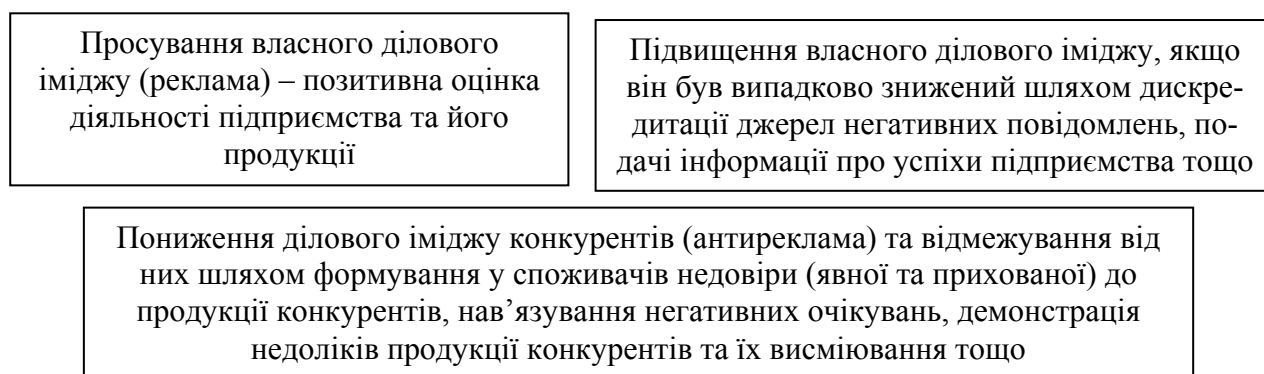 Просування власного ділового
іміджу (реклама) – позитивна оцінка
діяльності підприємства та його
продукції
Підвищення власного ділового іміджу, якщо
він був випадково знижений шляхом дискре-
дитації джерел негативних повідомлень, по-
дачі інформації про успіхи підприємства тощо
Пониження ділового іміджу конкурентів (антиреклама) та відмежування від
них шляхом формування у споживачів недовіри (явної та прихованої) до
продукції конкурентів, нав’язування негативних очікувань, демонстрація
недоліків продукції конкурентів та їх висміювання тощо